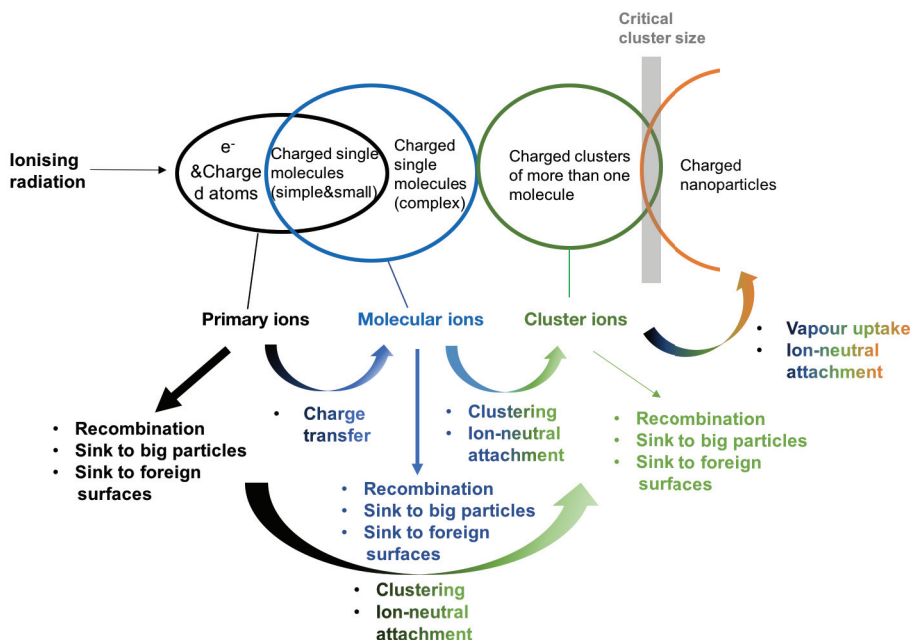 Critical
cluster size
Ionising
radiation
e-
&Charge
d atoms
Charged single
molecules
(simple&small)
Charged
single
molecules
(complex)
Charged clusters
of more than one
molecule
Charged
nanoparticles
Primary ions
Molecular ions
Cluster ions
• Vapour uptake
• Ion-neutral
attachment
• Charge
transfer
• Clustering
• Ion-neutral
attachment
• Recombination
• Sink to big particles
• Sink to foreign
surfaces
• Recombination
• Sink to big particles
• Sink to foreign
surfaces
• Recombination
• Sink to big particles
• Sink to foreign
surfaces
• Clustering
• Ion-neutral
attachment